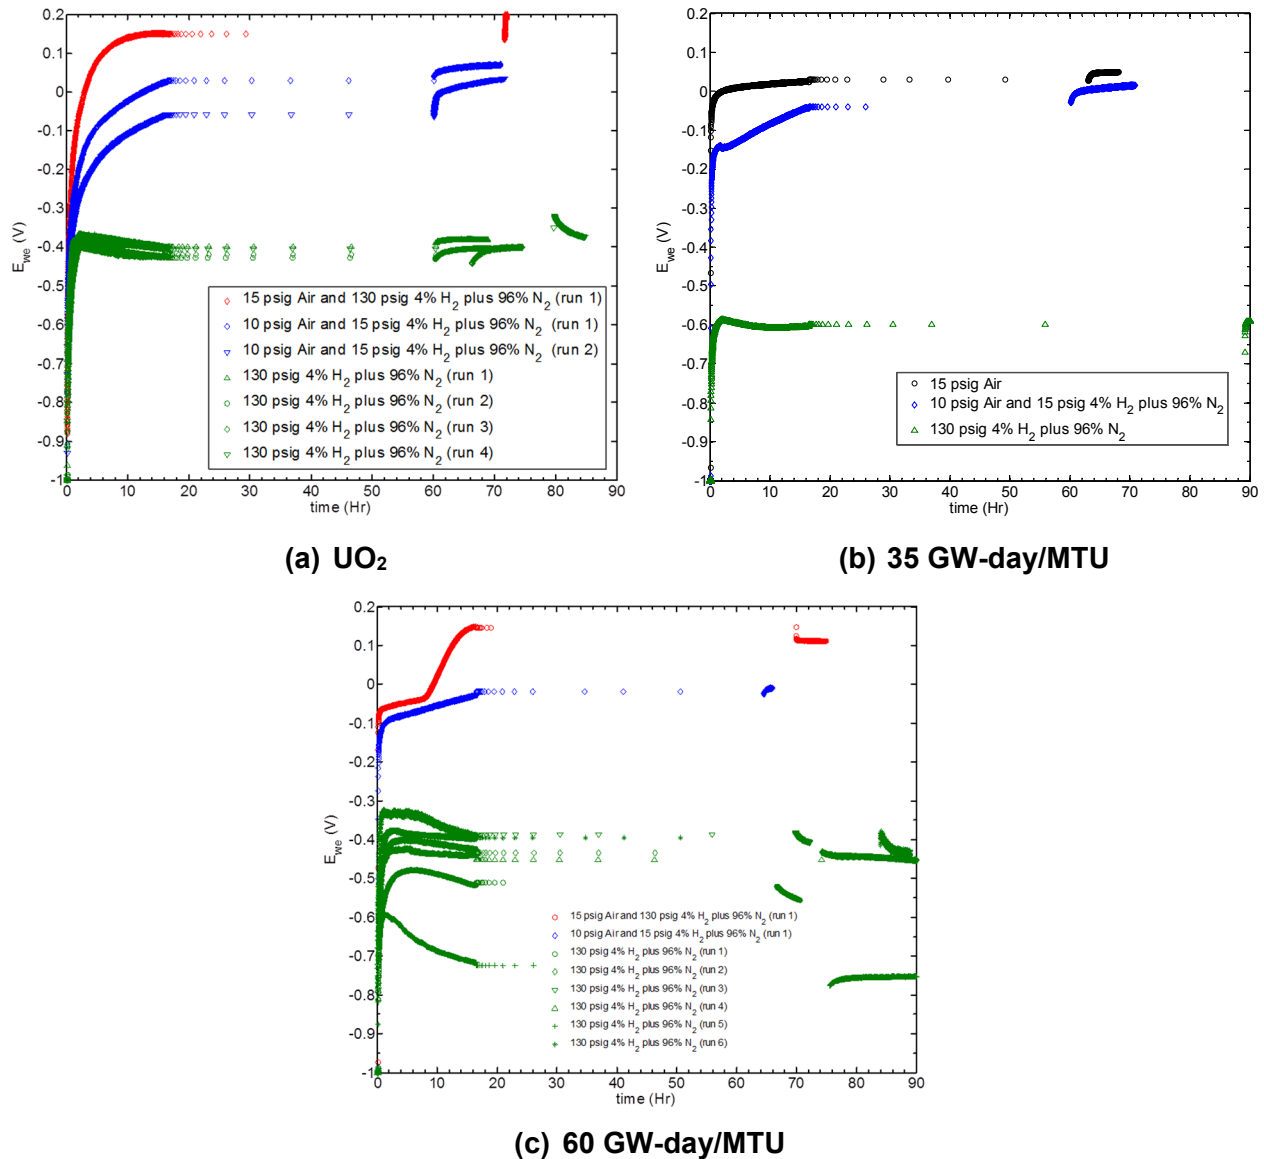 0.2
0.1
0
-0.1
-0.2
-0.3
-0.4
-0.5
-0.6
-0.7
-0.8
-0.9
-1
E_we (V)
0 10 20 30 40 50 60 70 80 90
time (Hr)
15 psig Air and 130 psig 4% H2 plus 96% N2 (run 1)
10 psig Air and 15 psig 4% H2 plus 96% N2 (run 1)
10 psig Air and 15 psig 4% H2 plus 96% N2 (run 2)
130 psig 4% H2 plus 96% N2 (run 1)
130 psig 4% H2 plus 96% N2 (run 2)
130 psig 4% H2 plus 96% N2 (run 3)
130 psig 4% H2 plus 96% N2 (run 4)
(a) UO2
0.2
0.1
0
-0.1
-0.2
-0.3
-0.4
-0.5
-0.6
-0.7
-0.8
-0.9
-1
E_we (V)
0 10 20 30 40 50 60 70 80 90
time (Hr)
15 psig Air
10 psig Air and 15 psig 4% H2 plus 96% N2
130 psig 4% H2 plus 96% N2
(b) 35 GW-day/MTU
0.2
0.1
0
-0.1
-0.2
-0.3
-0.4
-0.5
-0.6
-0.7
-0.8
-0.9
-1
E_we (V)
0 10 20 30 40 50 60 70 80 90
time (Hr)
15 psig Air and 130 psig 4% H2 plus 96% N2 (run 1)
10 psig Air and 15 psig 4% H2 plus 96% N2 (run 1)
130 psig 4% H2 plus 96% N2 (run 1)
130 psig 4% H2 plus 96% N2 (run 2)
130 psig 4% H2 plus 96% N2 (run 3)
130 psig 4% H2 plus 96% N2 (run 4)
130 psig 4% H2 plus 96% N2 (run 5)
130 psig 4% H2 plus 96% N2 (run 6)
(c) 60 GW-day/MTU